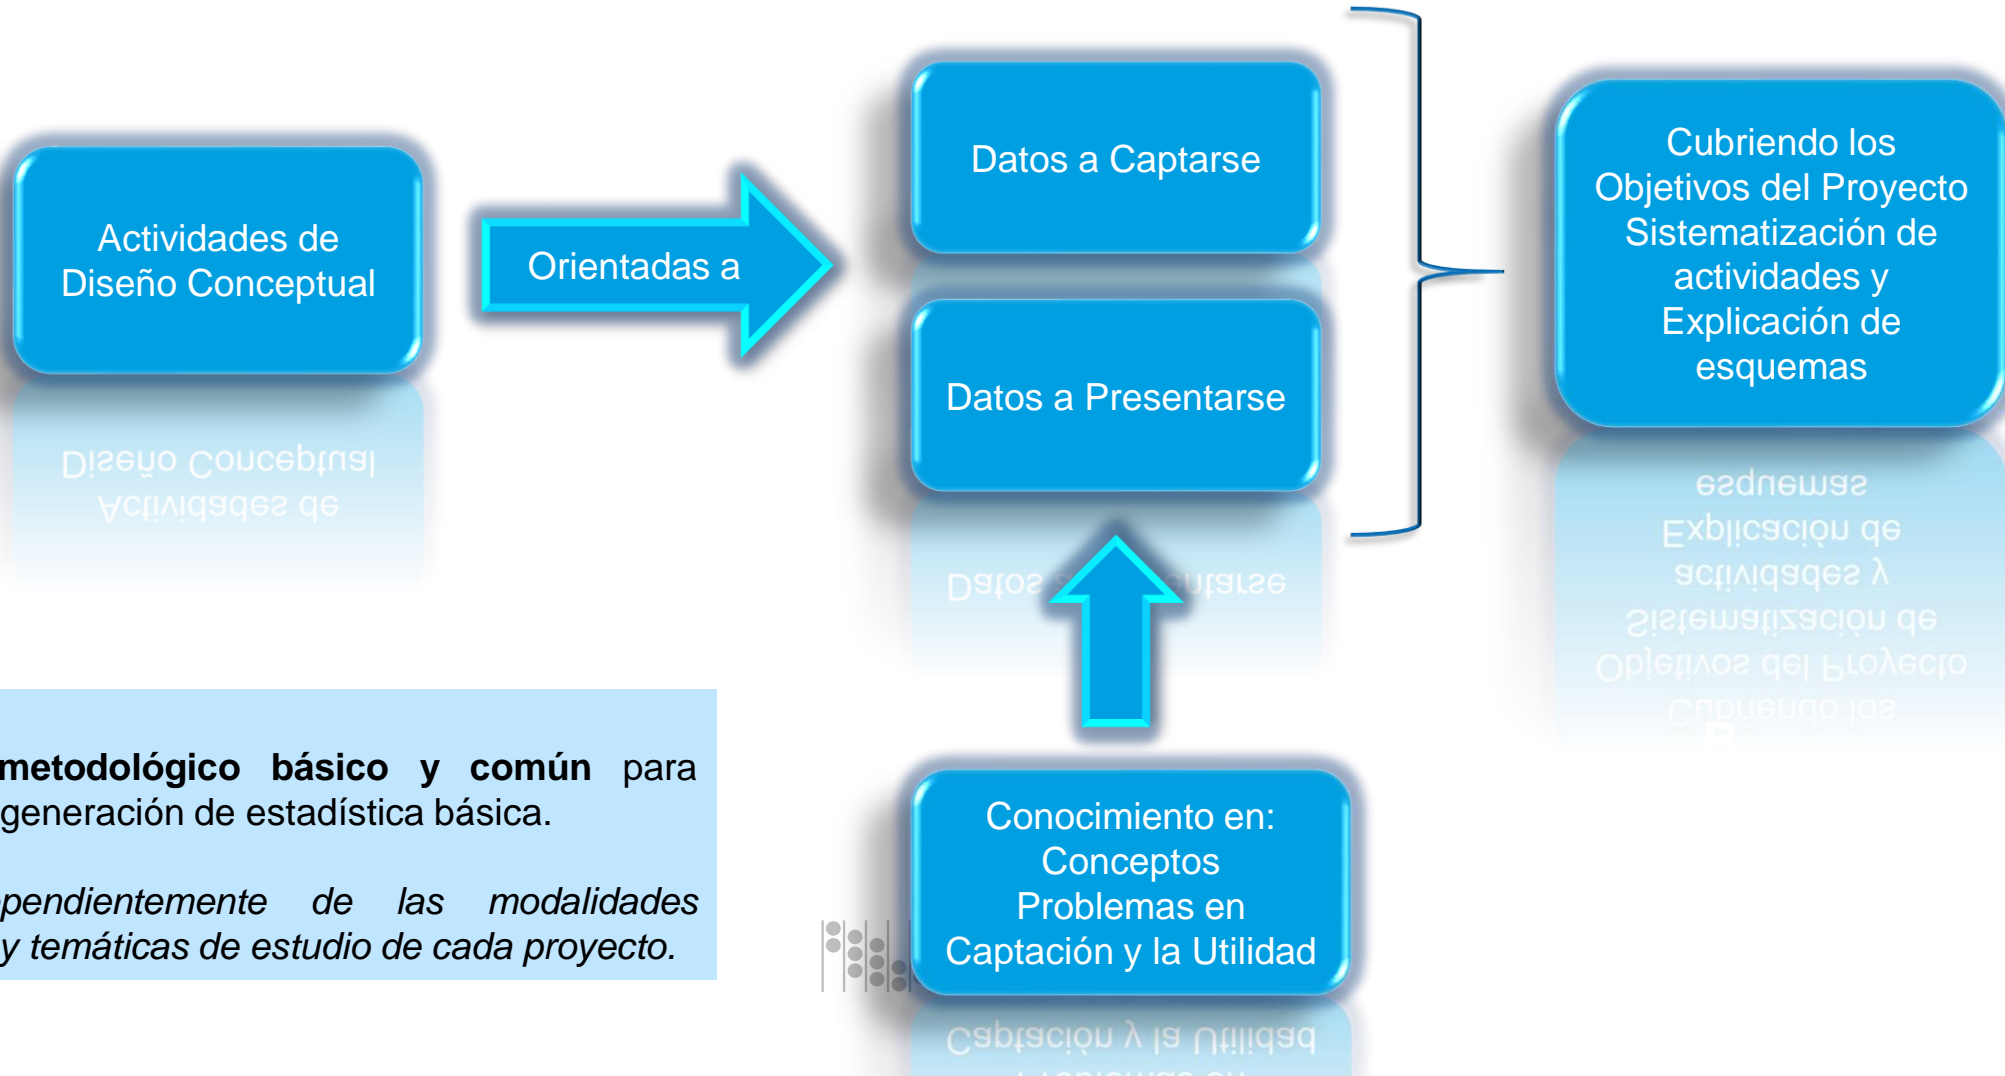 Actividades de
Diseño Conceptual
Orientadas a
Datos a Captarse
Datos a Presentarse
Cubriendo los
Objetivos del Proyecto
Sistematización de
actividades y
Explicación de
esquemas
metodológico básico y común para
generación de estadística básica.
pendientemente de las modalidades
y temáticas de estudio de cada proyecto.
Conocimiento en:
Conceptos
Problemas en
Captación y la Utilidad